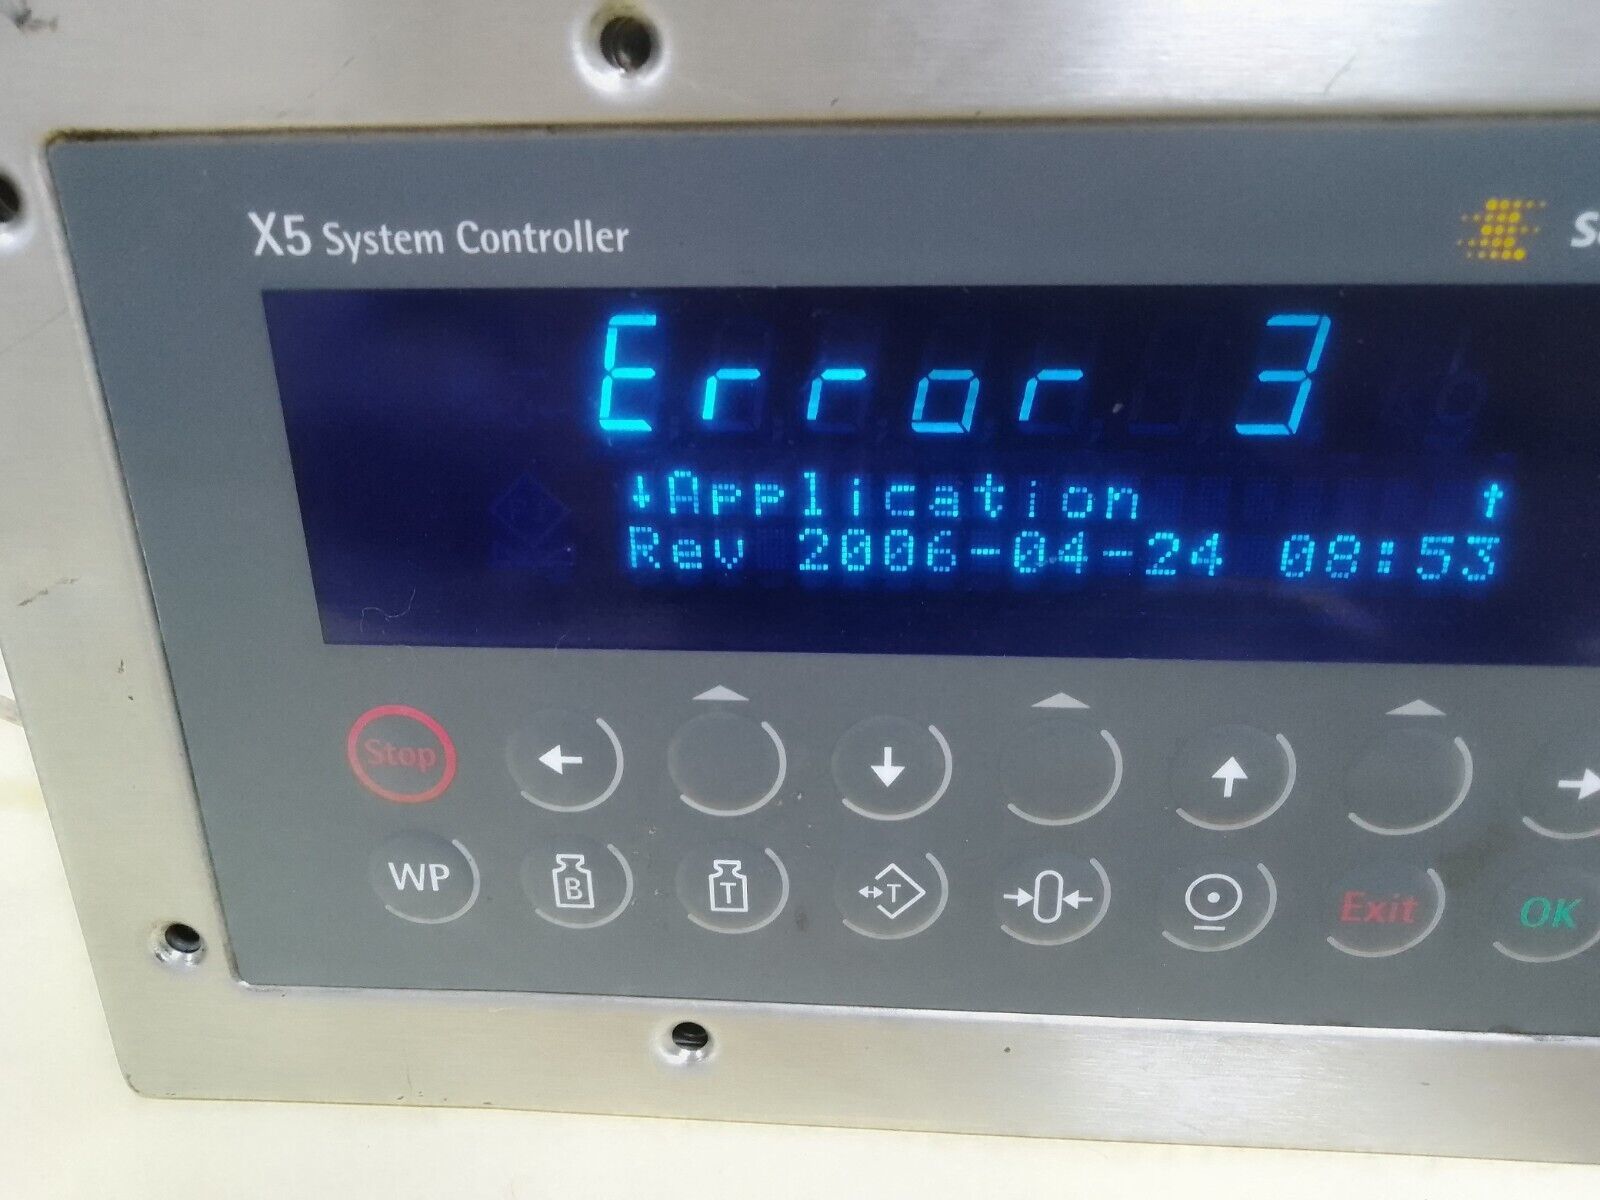 X5 System Controller
Error 3
↓Application ↑
Rev 2006-04-24 08:53
Stop
WP B T T Exit OK